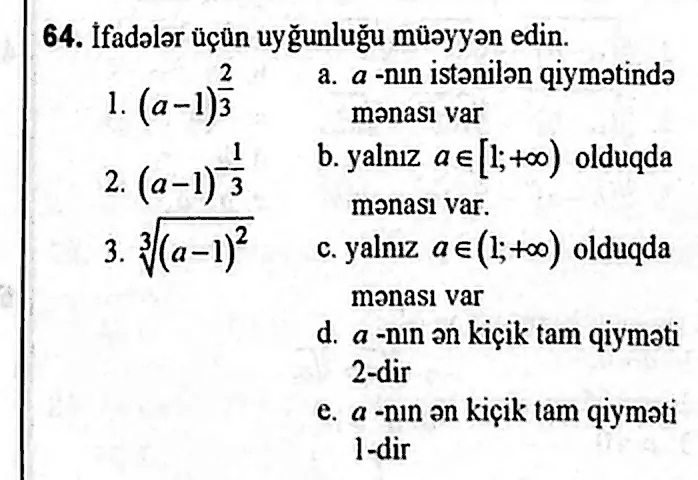 64. İfadələr üçün uyğunluğu müəyyən edin.
1. (a−1)^(2/3)
2. (a−1)^(−1/3)
3. ∛(a−1)²
a. a -nın istənilən qiymətində
mənası var
b. yalnız a∈[1;+∞) olduqda
mənası var.
c. yalnız a∈(1;+∞) olduqda
mənası var
d. a -nın ən kiçik tam qiyməti
2-dir
e. a -nın ən kiçik tam qiyməti
1-dir